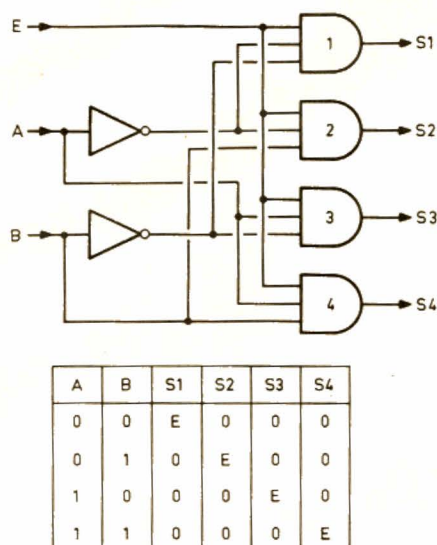 E 1 S1
A 2 S2
B 3 S3
4 S4
A B S1 S2 S3 S4
0 0 E 0 0 0
0 1 0 E 0 0
1 0 0 0 E 0
1 1 0 0 0 E